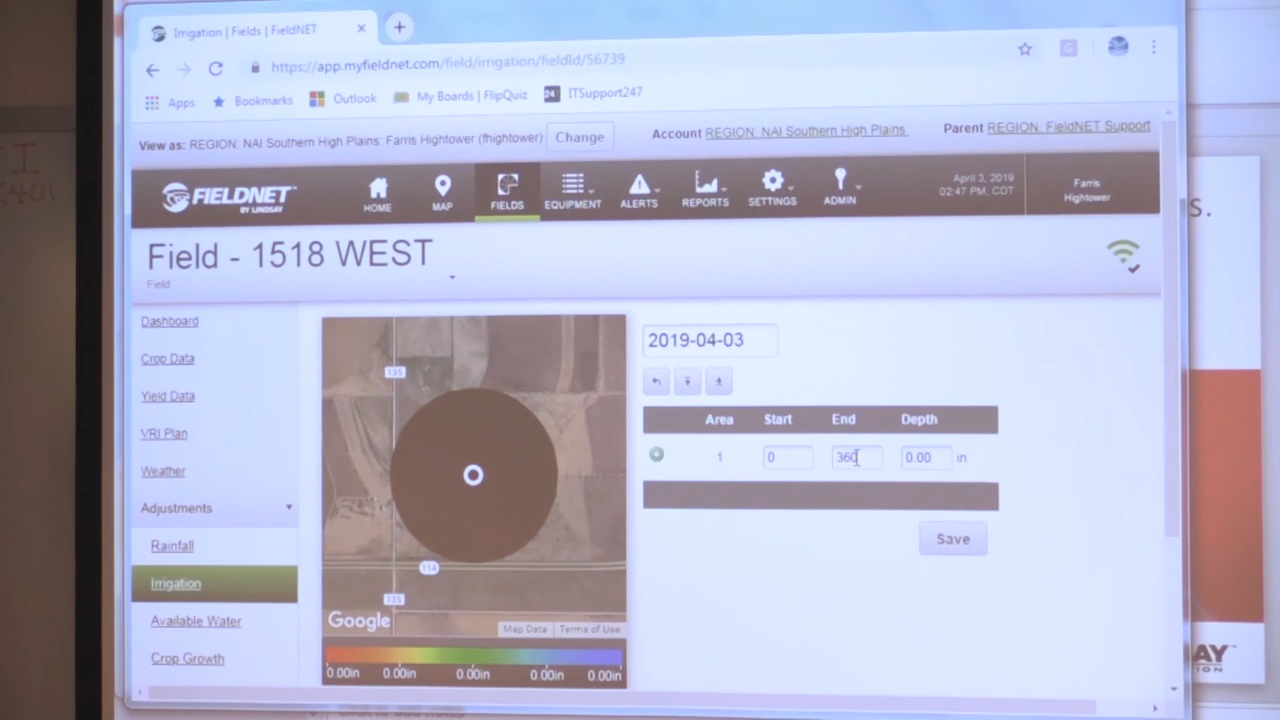 Irrigation | Fields | FieldNET
https://app.myfieldnet.com/field/irrigation/fieldId/56739
Apps Bookmarks Outlook My Boards | FlipQuiz 24 ITSupport247
View as: REGION: NAI Southern High Plains: Farris Hightower (fhightower) Change Account REGION: NAI Southern High Plains Parent REGION: FieldNET Support
FIELDNET
BY LINDSAY
HOME MAP FIELDS EQUIPMENT ALERTS REPORTS SETTINGS ADMIN
April 3, 2019
02:47 PM, CDT
Farris
Hightower
Field - 1518 WEST
Field
Dashboard
Crop Data
Yield Data
VRI Plan
Weather
Adjustments
Rainfall
Irrigation
Available Water
Crop Growth
135
114
135
Google
Map Data Terms of Use
0.00in 0.00in 0.00in 0.00in 0.00in
2019-04-03
Area Start End Depth
1 0 360 0.00 in
Save
s.
AY